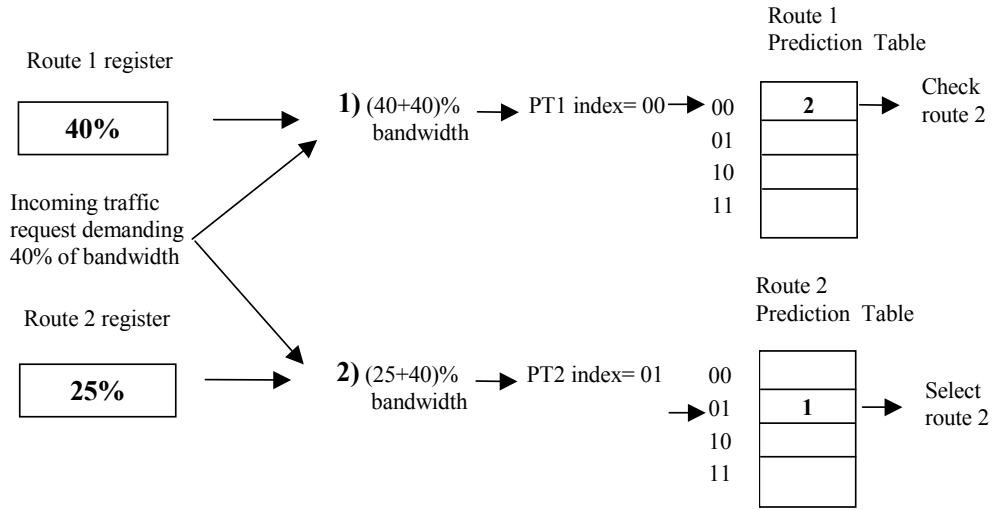 Route 1
Prediction Table
Route 1 register
40%
1) (40+40)%
bandwidth
PT1 index= 00
00
01
10
11
2
Check
route 2
Incoming traffic
request demanding
40% of bandwidth
Route 2
Prediction Table
Route 2 register
25%
2) (25+40)%
bandwidth
PT2 index= 01
00
01
10
11
1
Select
route 2